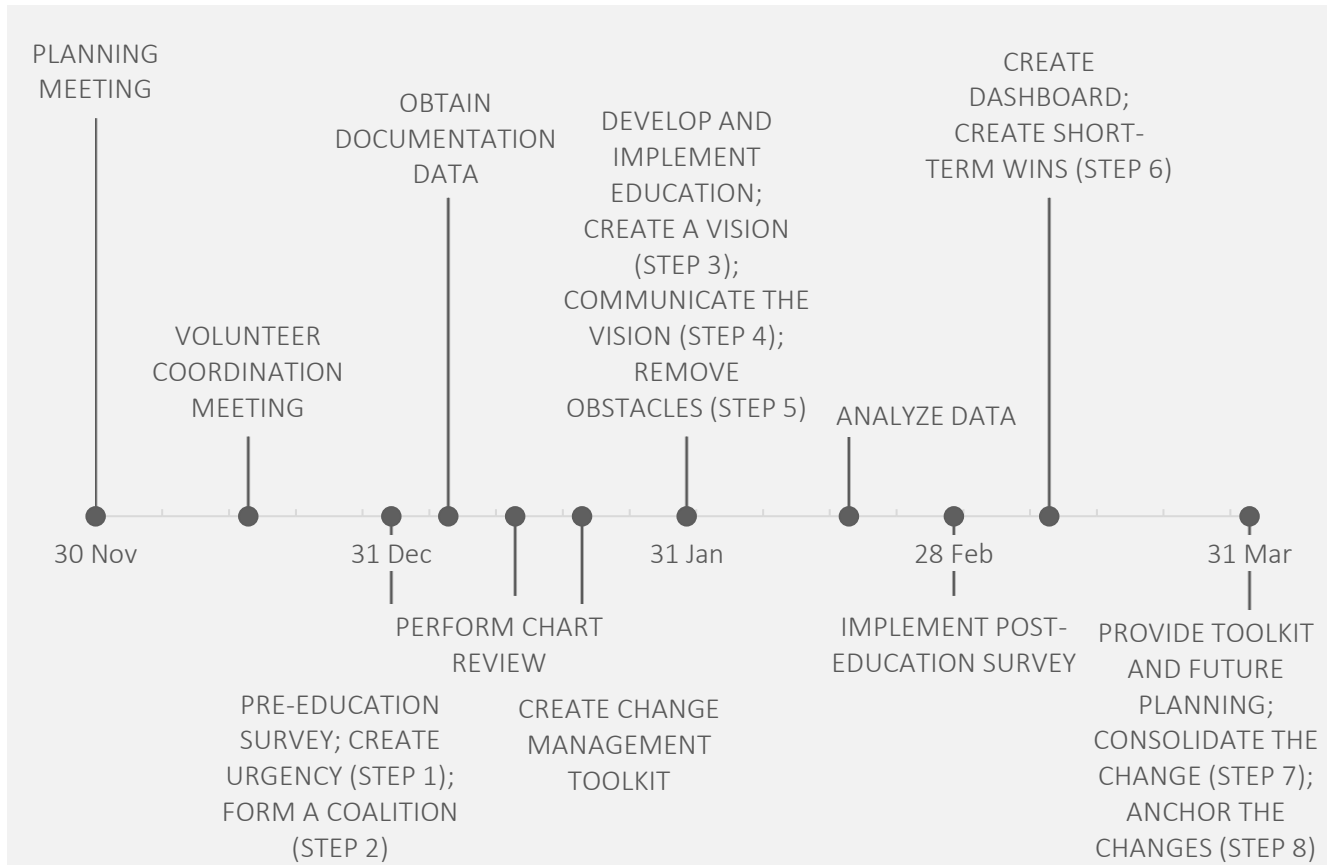 PLANNING
MEETING
OBTAIN
DOCUMENTATION
DATA
DEVELOP AND
IMPLEMENT
EDUCATION;
CREATE A VISION
(STEP 3);
COMMUNICATE THE
VISION (STEP 4);
REMOVE
OBSTACLES (STEP 5)
CREATE
DASHBOARD;
CREATE SHORT-
TERM WINS (STEP 6)
VOLUNTEER
COORDINATION
MEETING
ANALYZE DATA
30 Nov
31 Dec
31 Jan
28 Feb
31 Mar
PERFORM CHART
REVIEW
PRE-EDUCATION
SURVEY; CREATE
URGENCY (STEP 1);
FORM A COALITION
(STEP 2)
CREATE CHANGE
MANAGEMENT
TOOLKIT
IMPLEMENT POST-
EDUCATION SURVEY
PROVIDE TOOLKIT
AND FUTURE
PLANNING;
CONSOLIDATE THE
CHANGE (STEP 7);
ANCHOR THE
CHANGES (STEP 8)